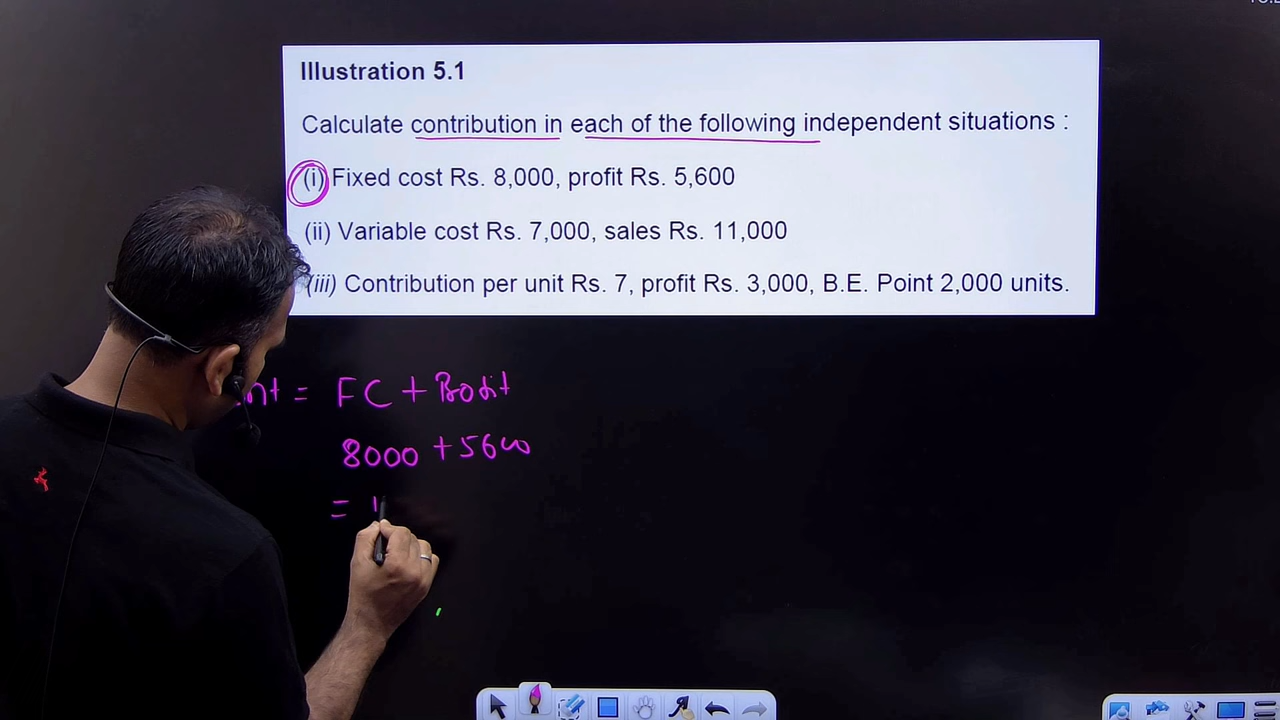 Illustration 5.1
Calculate contribution in each of the following independent situations :
(i) Fixed cost Rs. 8,000, profit Rs. 5,600
(ii) Variable cost Rs. 7,000, sales Rs. 11,000
(iii) Contribution per unit Rs. 7, profit Rs. 3,000, B.E. Point 2,000 units.
= FC + Profit
8000 + 5600
= 1